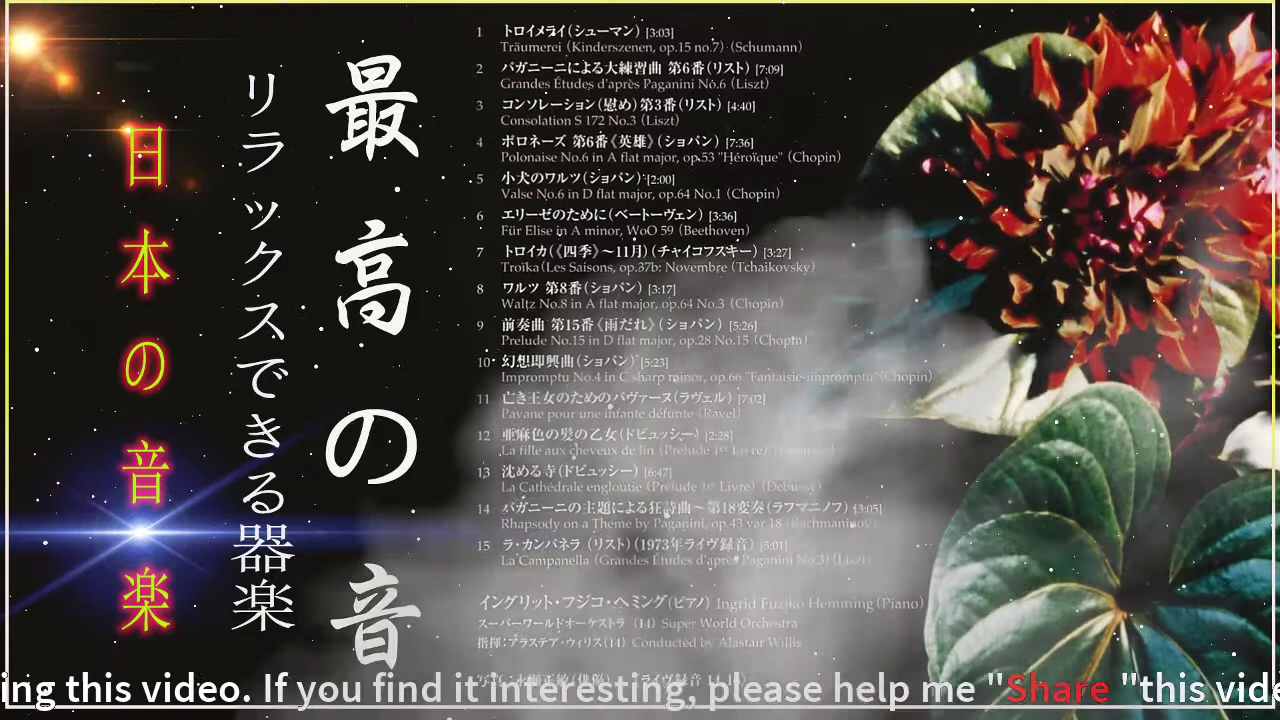 最高の音
リラックスできる器楽
日本の音楽
1 トロイメライ(シューマン) [3:03]
Träumerei (Kinderszenen, op.15 no.7) (Schumann)
2 パガニーニによる大練習曲 第6番(リスト) [7:09]
Grandes Études d'après Paganini No.6 (Liszt)
3 コンソレーション(慰め)第3番(リスト) [4:40]
Consolation S 172 No.3 (Liszt)
4 ポロネーズ 第6番《英雄》(ショパン) [7:36]
Polonaise No.6 in A flat major, op.53 "Héroïque" (Chopin)
5 小犬のワルツ(ショパン) [2:00]
Valse No.6 in D flat major, op.64 No.1 (Chopin)
6 エリーゼのために(ベートーヴェン) [3:36]
Für Elise in A minor, WoO 59 (Beethoven)
7 トロイカ(《四季》〜11月)(チャイコフスキー) [3:27]
Troïka (Les Saisons, op.37b: Novembre (Tchaikovsky)
8 ワルツ 第8番(ショパン) [3:17]
Waltz No.8 in A flat major, op.64 No.3 (Chopin)
9 前奏曲 第15番《雨だれ》(ショパン) [5:26]
Prelude No.15 in D flat major, op.28 No.15 (Chopin)
10 幻想即興曲(ショパン) [5:23]
Impromptu No.4 in C sharp minor, op.66 "Fantaisie-impromptu" (Chopin)
11 亡き王女のためのパヴァーヌ(ラヴェル) [7:02]
Pavane pour une infante défunte (Ravel)
12 亜麻色の髪の乙女(ドビュッシー) [2:28]
La fille aux cheveux de lin (Prelude 1er Livre)
13 沈める寺(ドビュッシー) [6:47]
La Cathédrale engloutie (Prelude 1er Livre) (Debussy)
14 パガニーニの主題による狂詩曲〜第18変奏(ラフマニノフ) [3:05]
Rhapsody on a Theme by Paganini, op.43 var.18 (Rachmaninov)
15 ラ・カンパネラ (リスト)(1973年ライヴ録音) [5:01]
La Campanella (Grandes Études d'après Paganini No.3) (Liszt)
イングリット・フジコ・ヘミング(ピアノ) Ingrid Fuzjko Hemming (Piano)
スーパーワールドオーケストラ (14) Super World Orchestra
指揮:アラステア・ウィリス(14) Conducted by Alastair Willis
ing this video. If you find it interesting, please help me "Share "this vide